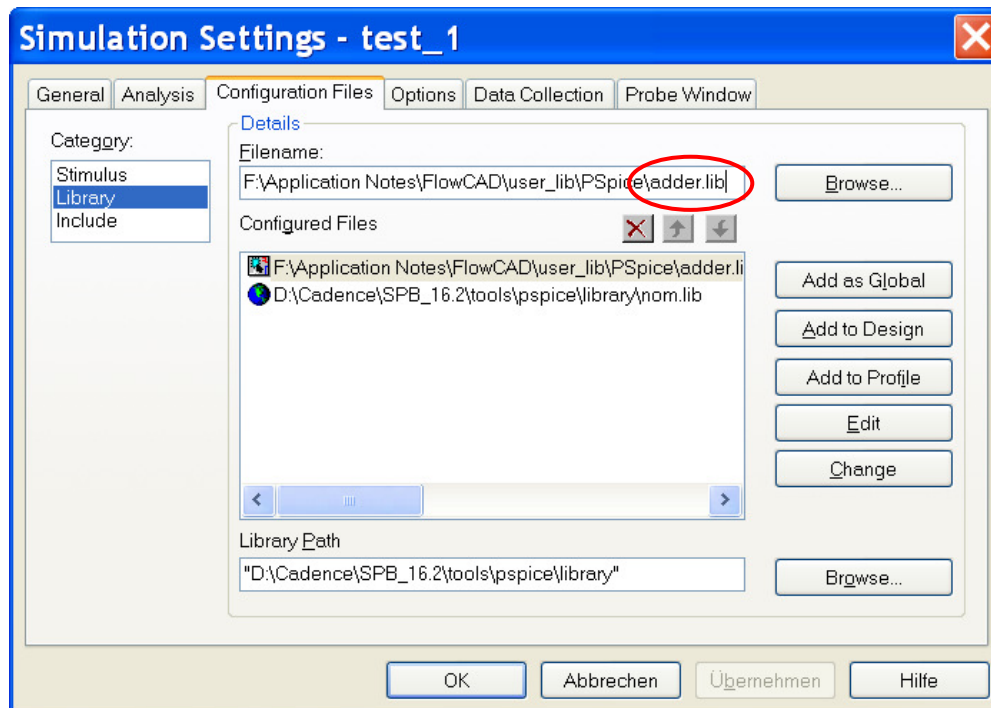 Simulation Settings - test_1
General Analysis Configuration Files Options Data Collection Probe Window
Category:
Stimulus
Library
Include
Details
Filename:
F:\Application Notes\FlowCAD\user_lib\PSpice\adder.lib
Browse...
Configured Files
F:\Application Notes\FlowCAD\user_lib\PSpice\adder.li
D:\Cadence\SPB_16.2\tools\pspice\library\nom.lib
Add as Global
Add to Design
Add to Profile
Edit
Change
Library Path
"D:\Cadence\SPB_16.2\tools\pspice\library"
Browse...
OK Abbrechen Übernehmen Hilfe